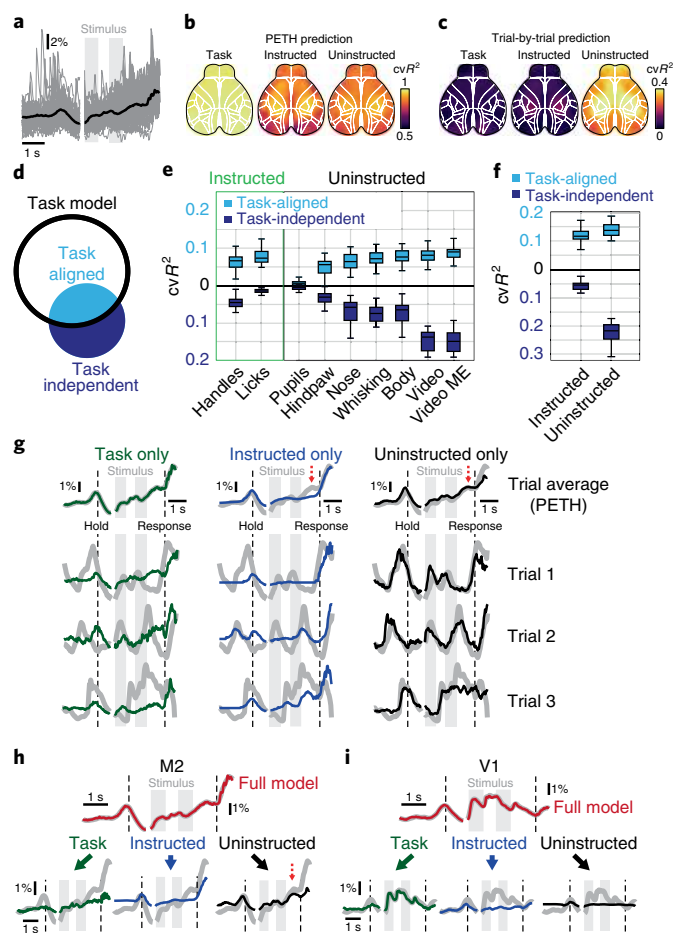 a
Stimulus
2%
1 s
b
PETH prediction
Task
Instructed
Uninstructed
cvR²
1
0.5
c
Trial-by-trial prediction
Task
Instructed
Uninstructed
cvR²
0.4
0
d
Task model
Task
aligned
Task
independent
e
Instructed
Uninstructed
Task-aligned
Task-independent
cvR²
0.2
0.1
0
0.1
0.2
Handles
Licks
Pupils
Hindpaw
Nose
Whisking
Body
Video
Video ME
f
Task-aligned
Task-independent
cvR²
0.2
0.1
0
0.1
0.2
0.3
Instructed
Uninstructed
g
Task only
Instructed only
Uninstructed only
1%
Stimulus
1 s
1%
Stimulus
1 s
1%
Stimulus
1 s
Trial average
(PETH)
Hold
Response
Hold
Response
Hold
Response
Trial 1
Trial 2
Trial 3
h
M2
1 s
Stimulus
Full model
1%
Task
Instructed
Uninstructed
1%
1 s
i
V1
1 s
Stimulus
1%
Full model
Task
Instructed
Uninstructed
1%
1 s